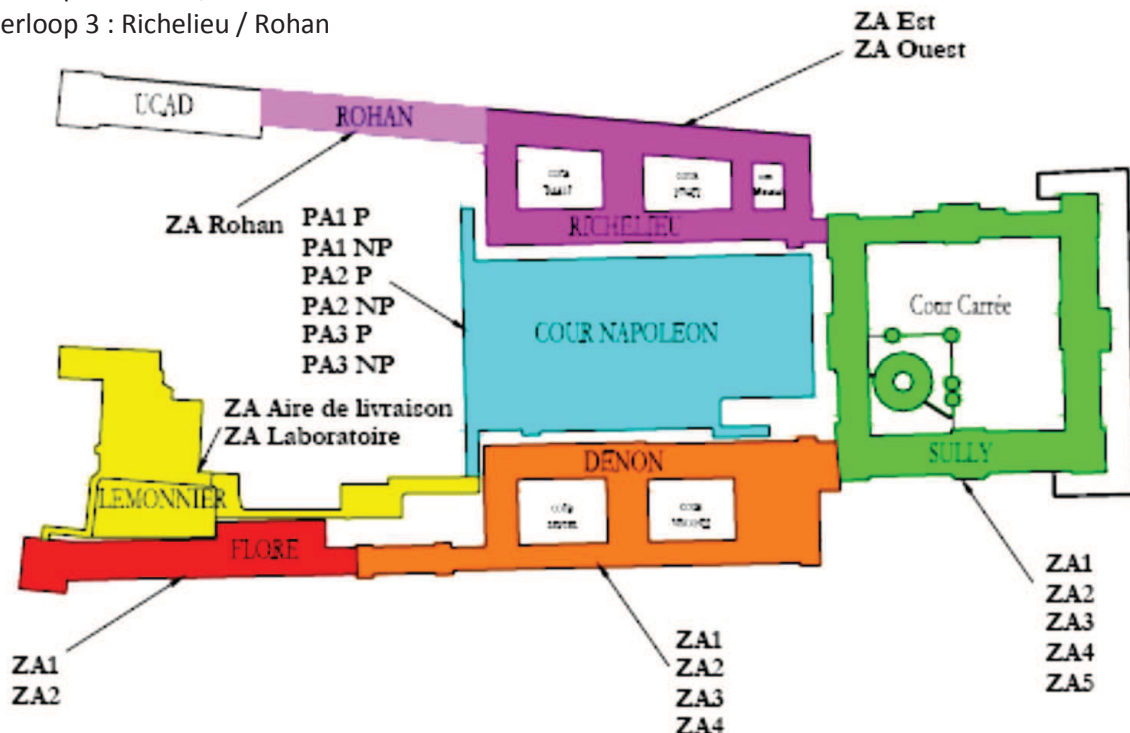 erloop 3 : Richelieu / Rohan
ZA Est
ZA Ouest
UCAD
ROHAN
ZA Rohan
RICHELIEU
PA1 P
PA1 NP
PA2 P
PA2 NP
PA3 P
PA3 NP
COUR NAPOLEON
Cour Carrée
ZA Aire de livraison
ZA Laboratoire
DENON
SULLY
LEMONNIER
FLORE
ZA1
ZA2
ZA1
ZA2
ZA3
ZA4
ZA1
ZA2
ZA3
ZA4
ZA5